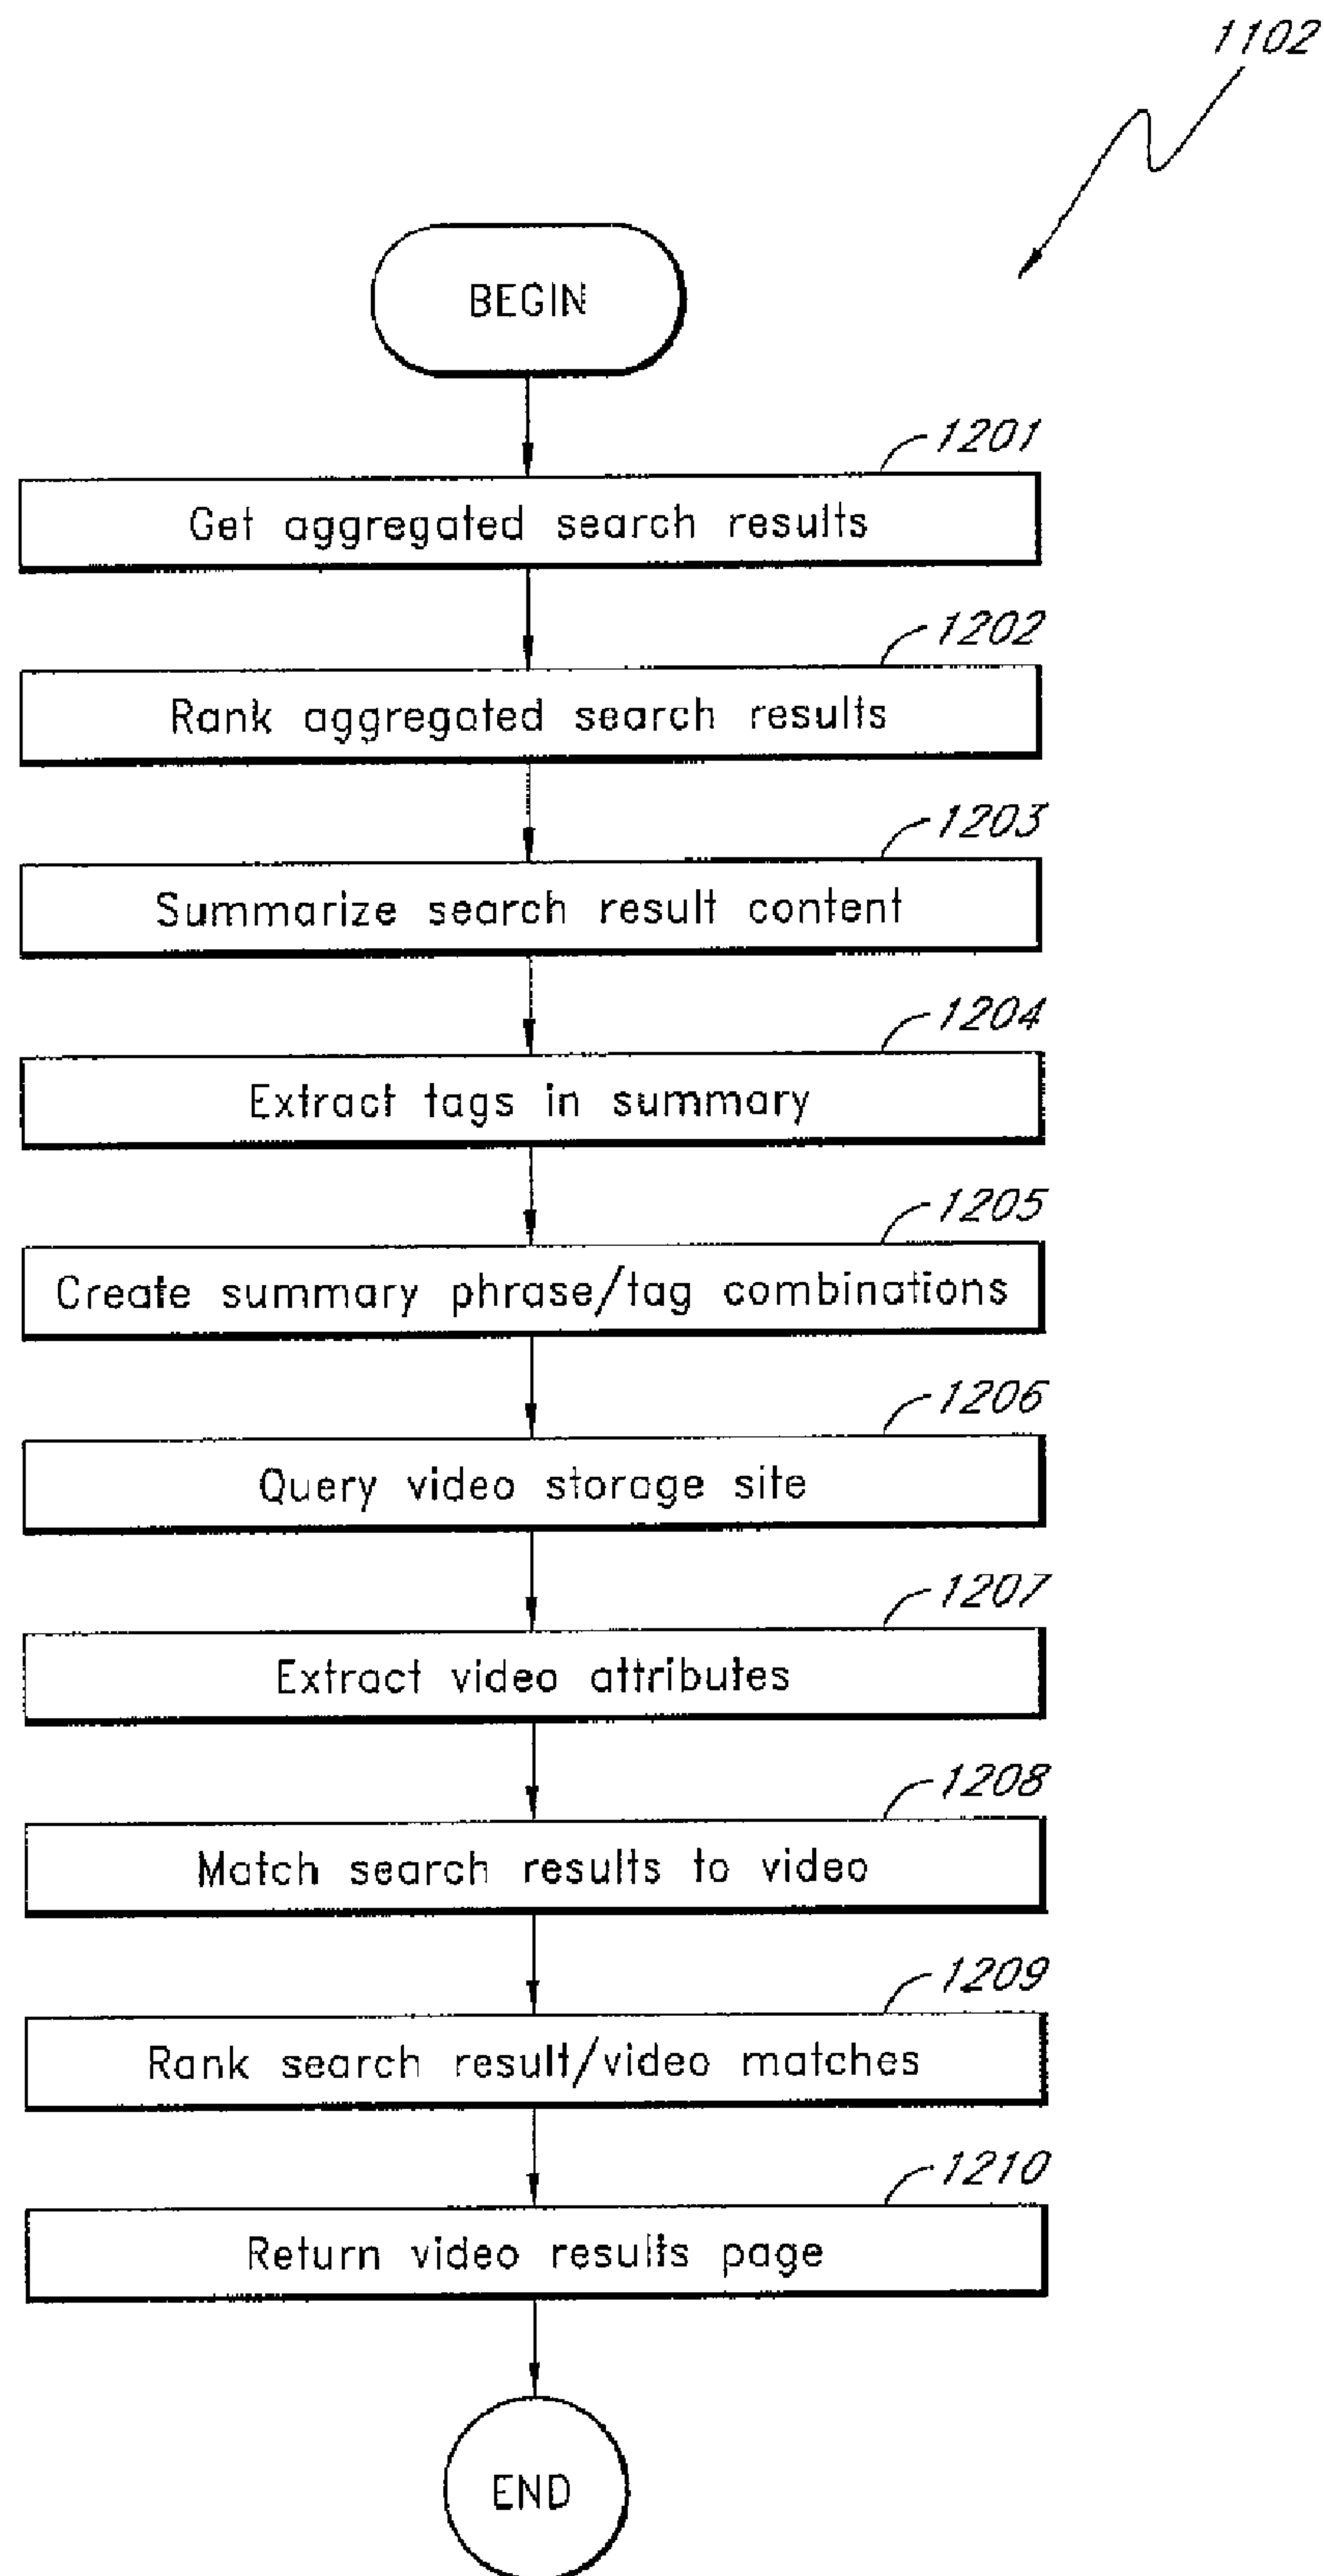 1102
BEGIN
1201
Get aggregated search results
1202
Rank aggregated search results
1203
Summarize search result content
1204
Extract tags in summary
1205
Create summary phrase/tag combinations
1206
Query video storage site
1207
Extract video attributes
1208
Match search results to video
1209
Rank search result/video matches
1210
Return video results page
END